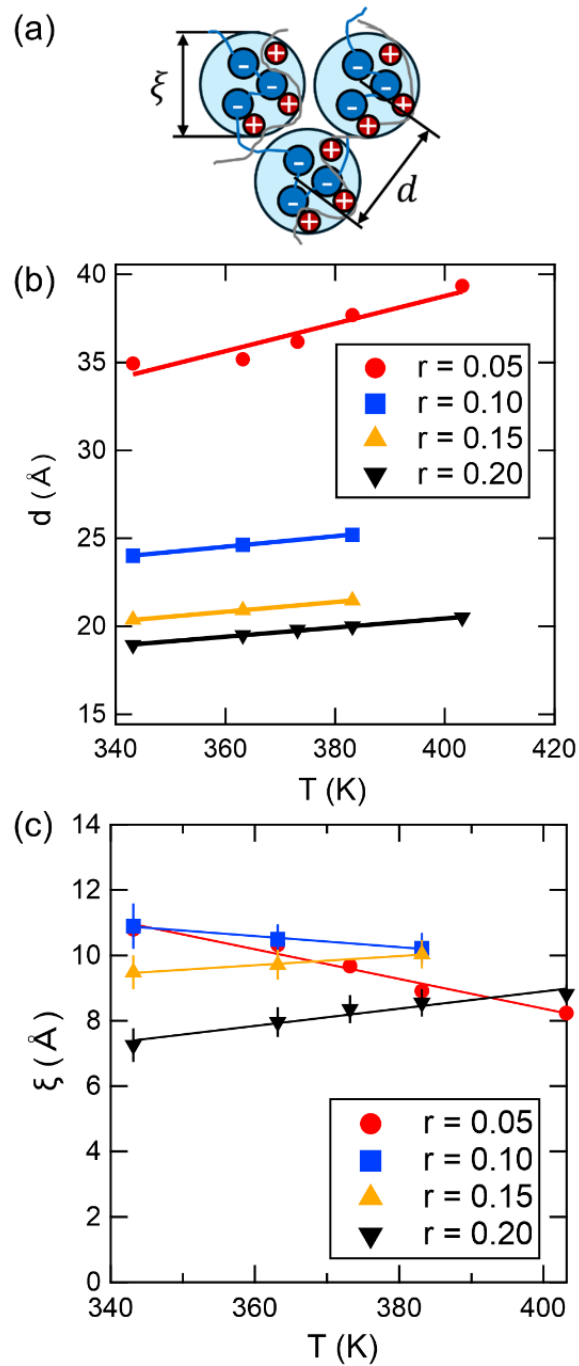 (a)
ξ
- - -
+ + +
- - -
+ + +
- - -
+ + +
d
(b)
40
35
30
25
20
15
d (Å)
r = 0.05
r = 0.10
r = 0.15
r = 0.20
340 360 380 400 420
T (K)
(c)
14
12
10
8
6
4
2
0
ξ (Å)
r = 0.05
r = 0.10
r = 0.15
r = 0.20
340 360 380 400
T (K)